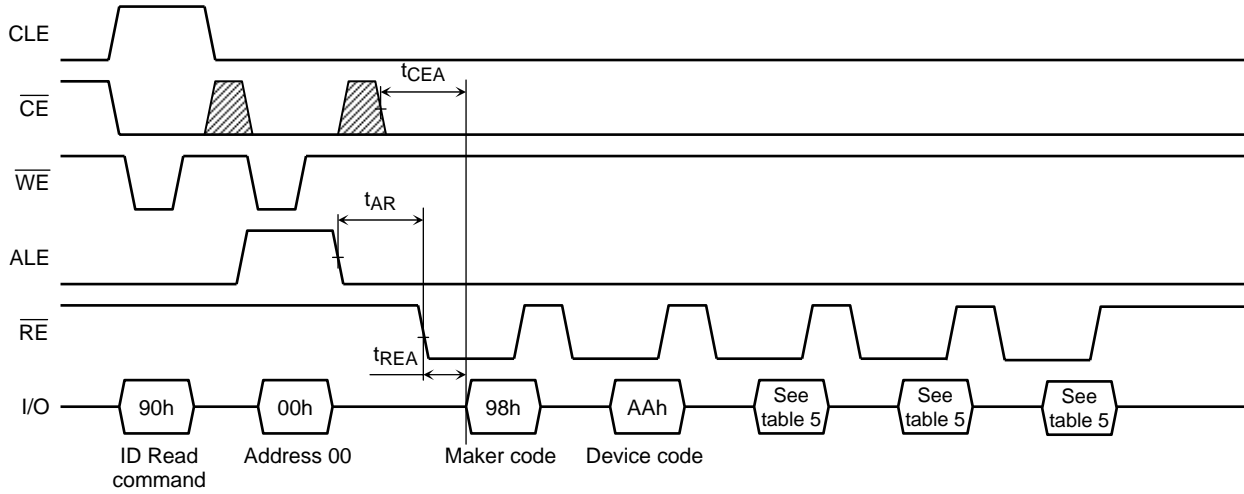 CLE
tCEA
CE
WE
tAR
ALE
RE
tREA
I/O
90h
00h
98h
AAh
See
table 5
See
table 5
See
table 5
ID Read
command
Address 00
Maker code
Device code